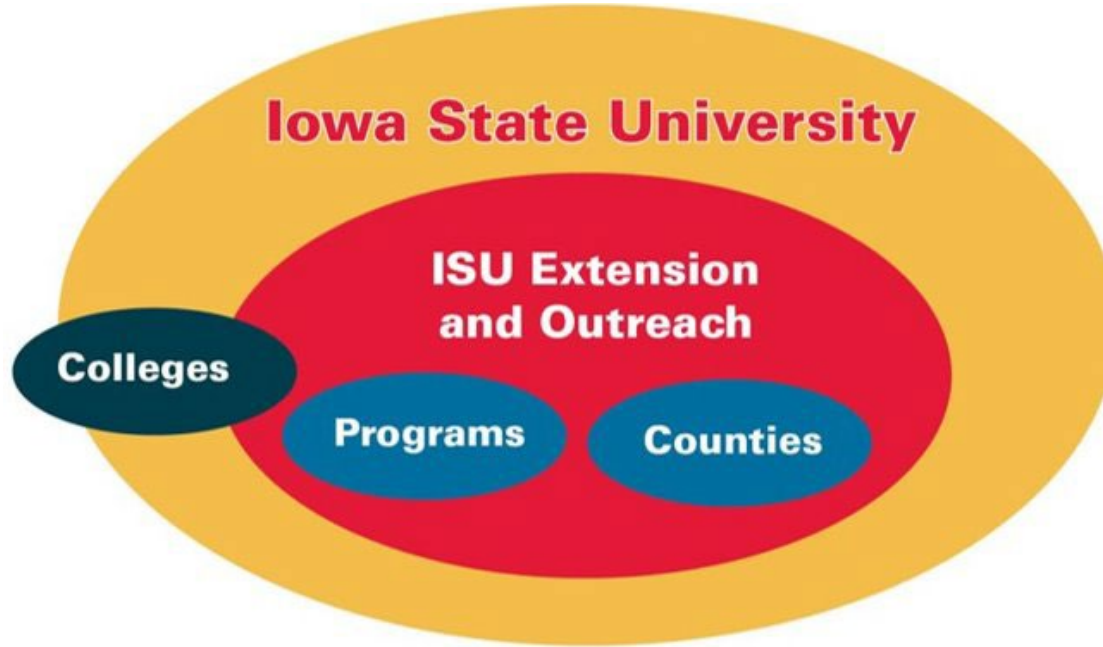 Iowa State University
ISU Extension
and Outreach
Colleges
Programs
Counties